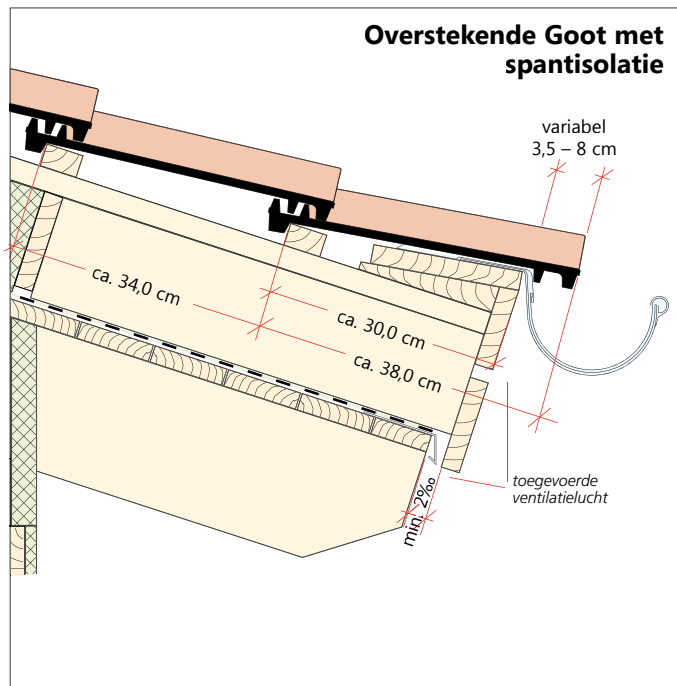 Overstekende Goot met
spantisolatie
variabel
3,5 – 8 cm
ca. 34,0 cm
ca. 30,0 cm
ca. 38,0 cm
toegevoerde
ventilatielucht
min. 2‰